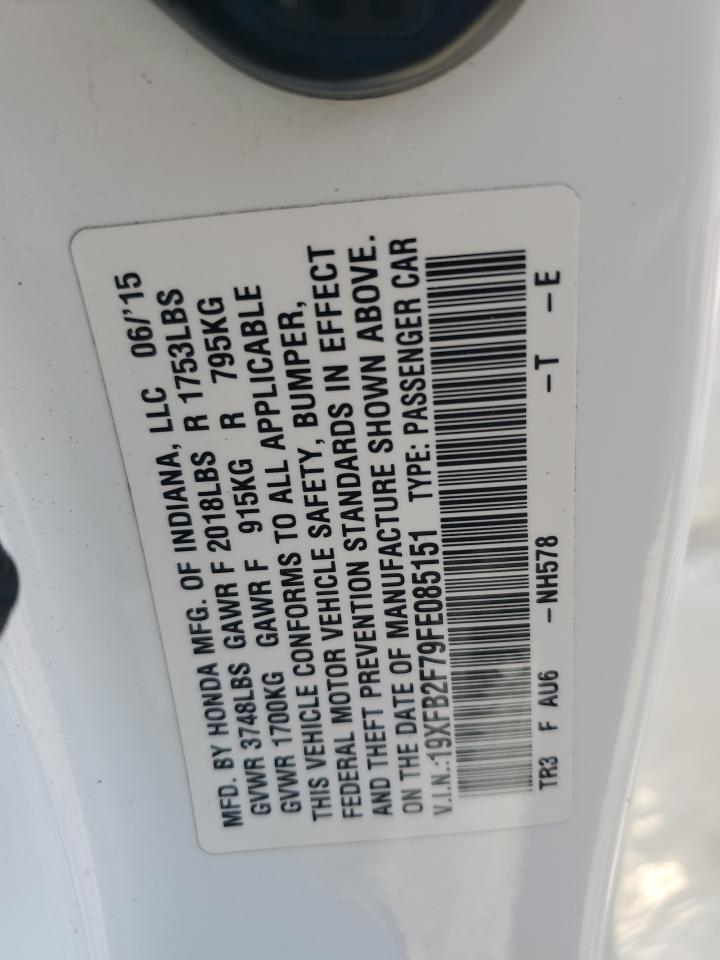 MFD. BY HONDA MFG. OF INDIANA, LLC 06/'15
GVWR 3748LBS GAWR F 2018LBS R 1753LBS
GVWR 1700KG GAWR F 915KG R 795KG
THIS VEHICLE CONFORMS TO ALL APPLICABLE
FEDERAL MOTOR VEHICLE SAFETY, BUMPER,
AND THEFT PREVENTION STANDARDS IN EFFECT
ON THE DATE OF MANUFACTURE SHOWN ABOVE.
V.I.N.:19XFB2F79FE085151 TYPE: PASSENGER CAR
TR3 F AU6 -NH578 -T -E